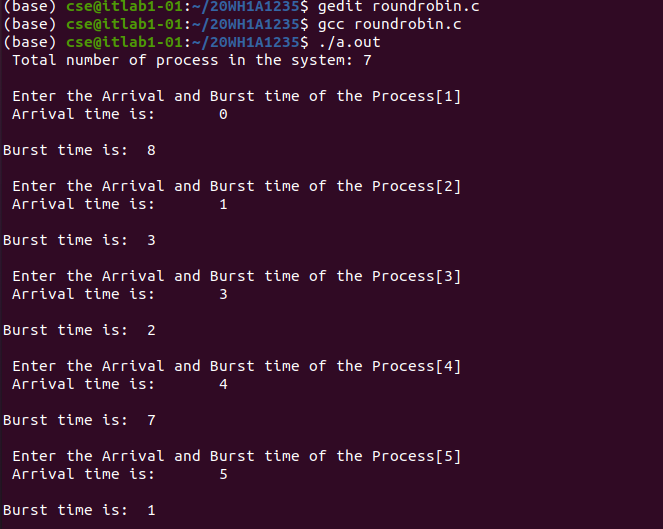 (base) cse@itlab1-01:~/20WH1A1235$ gedit roundrobin.c
(base) cse@itlab1-01:~/20WH1A1235$ gcc roundrobin.c
(base) cse@itlab1-01:~/20WH1A1235$ ./a.out
Total number of process in the system: 7
Enter the Arrival and Burst time of the Process[1]
Arrival time is: 0
Burst time is: 8
Enter the Arrival and Burst time of the Process[2]
Arrival time is: 1
Burst time is: 3
Enter the Arrival and Burst time of the Process[3]
Arrival time is: 3
Burst time is: 2
Enter the Arrival and Burst time of the Process[4]
Arrival time is: 4
Burst time is: 7
Enter the Arrival and Burst time of the Process[5]
Arrival time is: 5
Burst time is: 1